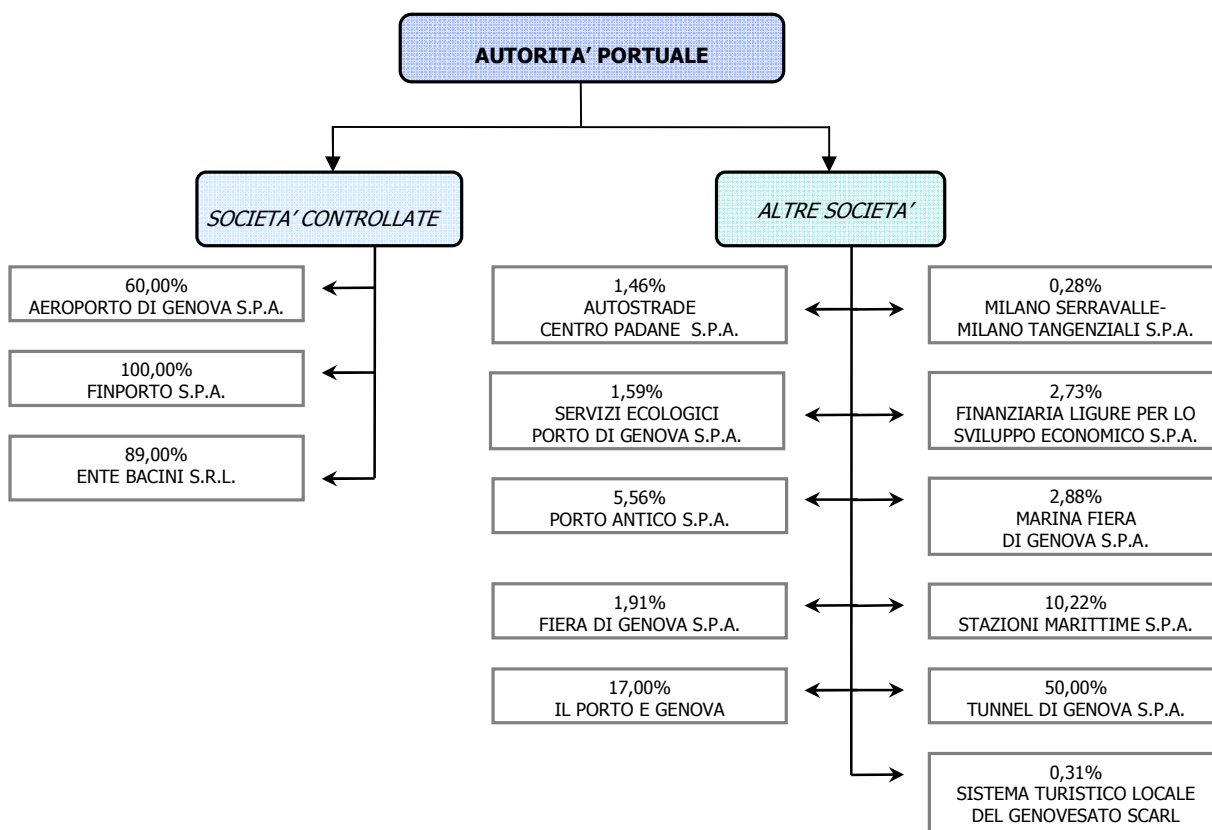 AUTORITA’ PORTUALE
SOCIETA’ CONTROLLATE
60,00%
AEROPORTO DI GENOVA S.P.A.
100,00%
FINPORTO S.P.A.
89,00%
ENTE BACINI S.R.L.
ALTRE SOCIETA’
1,46%
AUTOSTRADE
CENTRO PADANE S.P.A.
0,28%
MILANO SERRAVALLE-
MILANO TANGENZIALI S.P.A.
1,59%
SERVIZI ECOLOGICI
PORTO DI GENOVA S.P.A.
2,73%
FINANZIARIA LIGURE PER LO
SVILUPPO ECONOMICO S.P.A.
5,56%
PORTO ANTICO S.P.A.
2,88%
MARINA FIERA
DI GENOVA S.P.A.
1,91%
FIERA DI GENOVA S.P.A.
10,22%
STAZIONI MARITTIME S.P.A.
17,00%
IL PORTO E GENOVA
50,00%
TUNNEL DI GENOVA S.P.A.
0,31%
SISTEMA TURISTICO LOCALE
DEL GENOVESATO SCARL